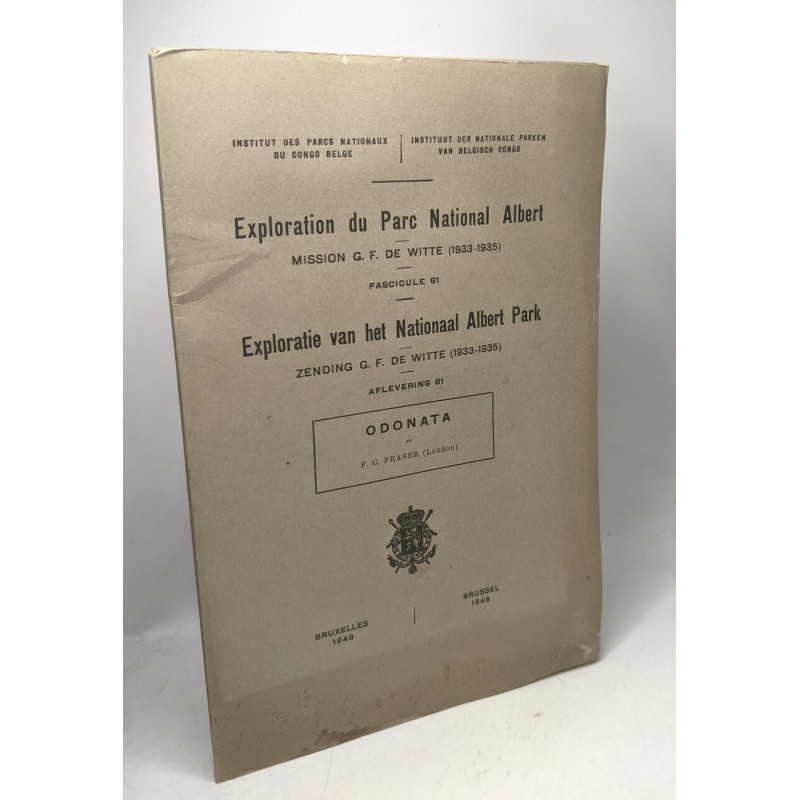 INSTITUT DES PARCS NATIONAUX
DU CONGO BELGE
INSTITUUT DER NATIONALE PARKEN
VAN BELGISCH CONGO
Exploration du Parc National Albert
MISSION G. F. DE WITTE (1933-1935)
FASCICULE 61
Exploratie van het Nationaal Albert Park
ZENDING G. F. DE WITTE (1933-1935)
AFLEVERING 61
ODONATA
BY
F. C. FRASER (London)
BRUXELLES
1949
BRUSSEL
1949